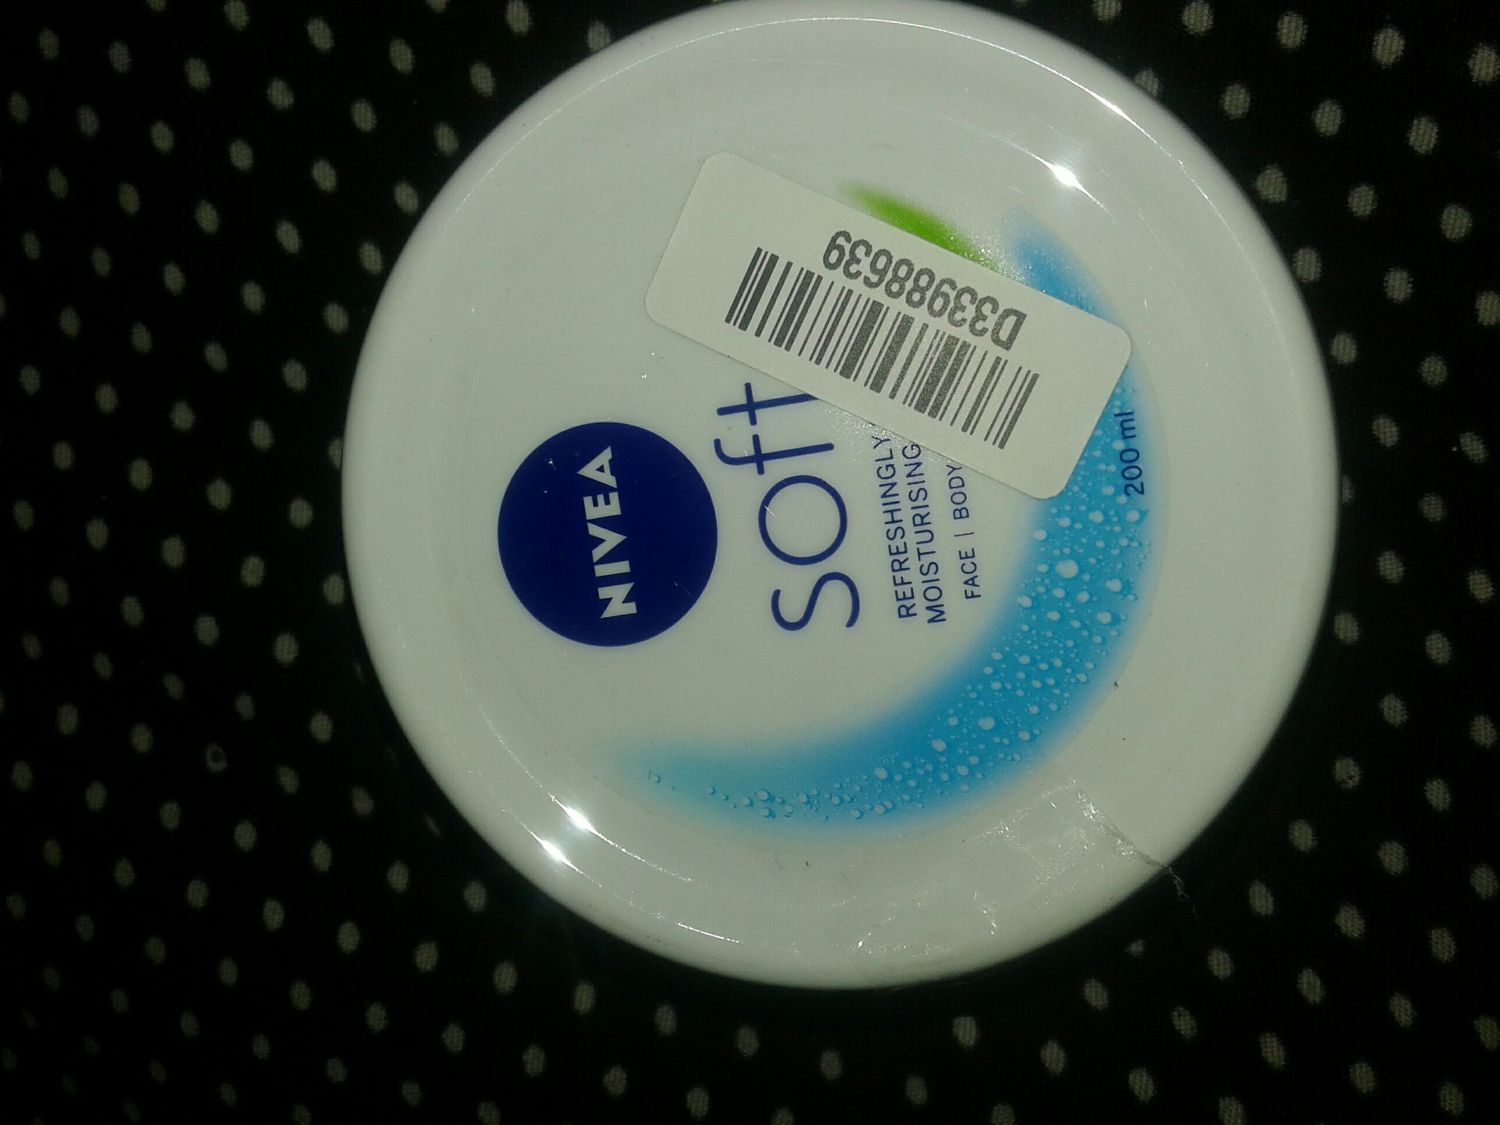 NIVEA
soft
REFRESHINGLY
MOISTURISING
FACE | BODY
200 ml
D33988639